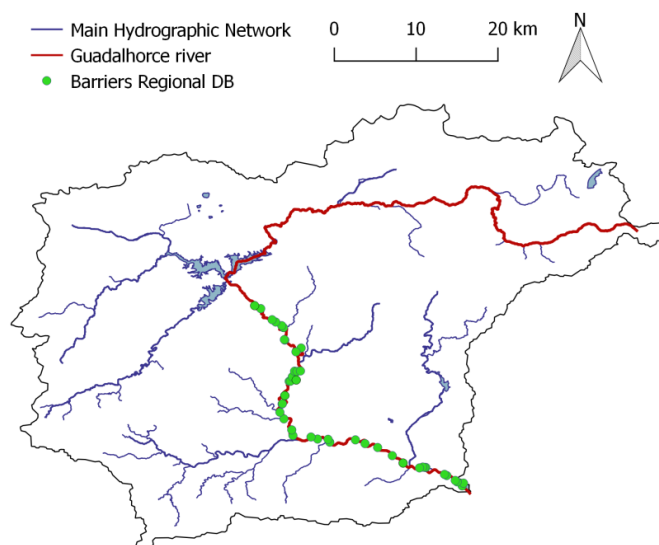 Main Hydrographic Network
Guadalhorce river
Barriers Regional DB
0 10 20 km
N